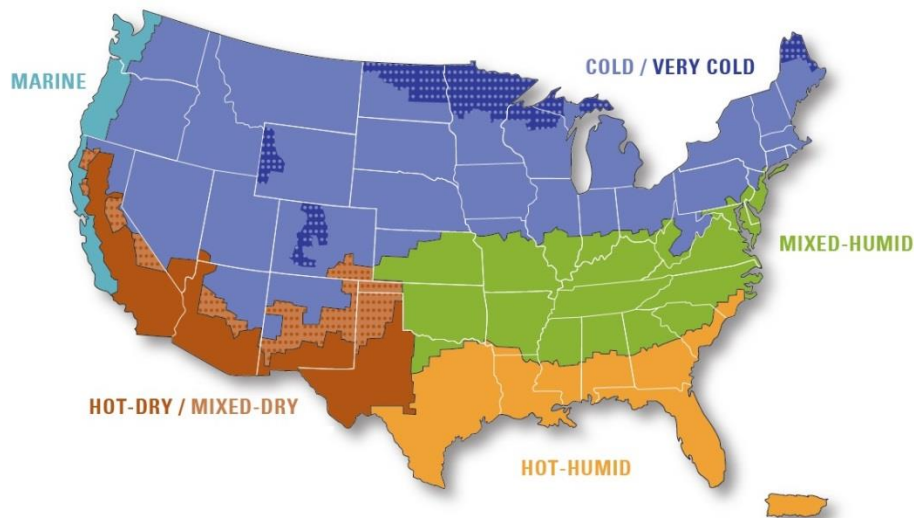 MARINE
COLD / VERY COLD
MIXED-HUMID
HOT-DRY / MIXED-DRY
HOT-HUMID